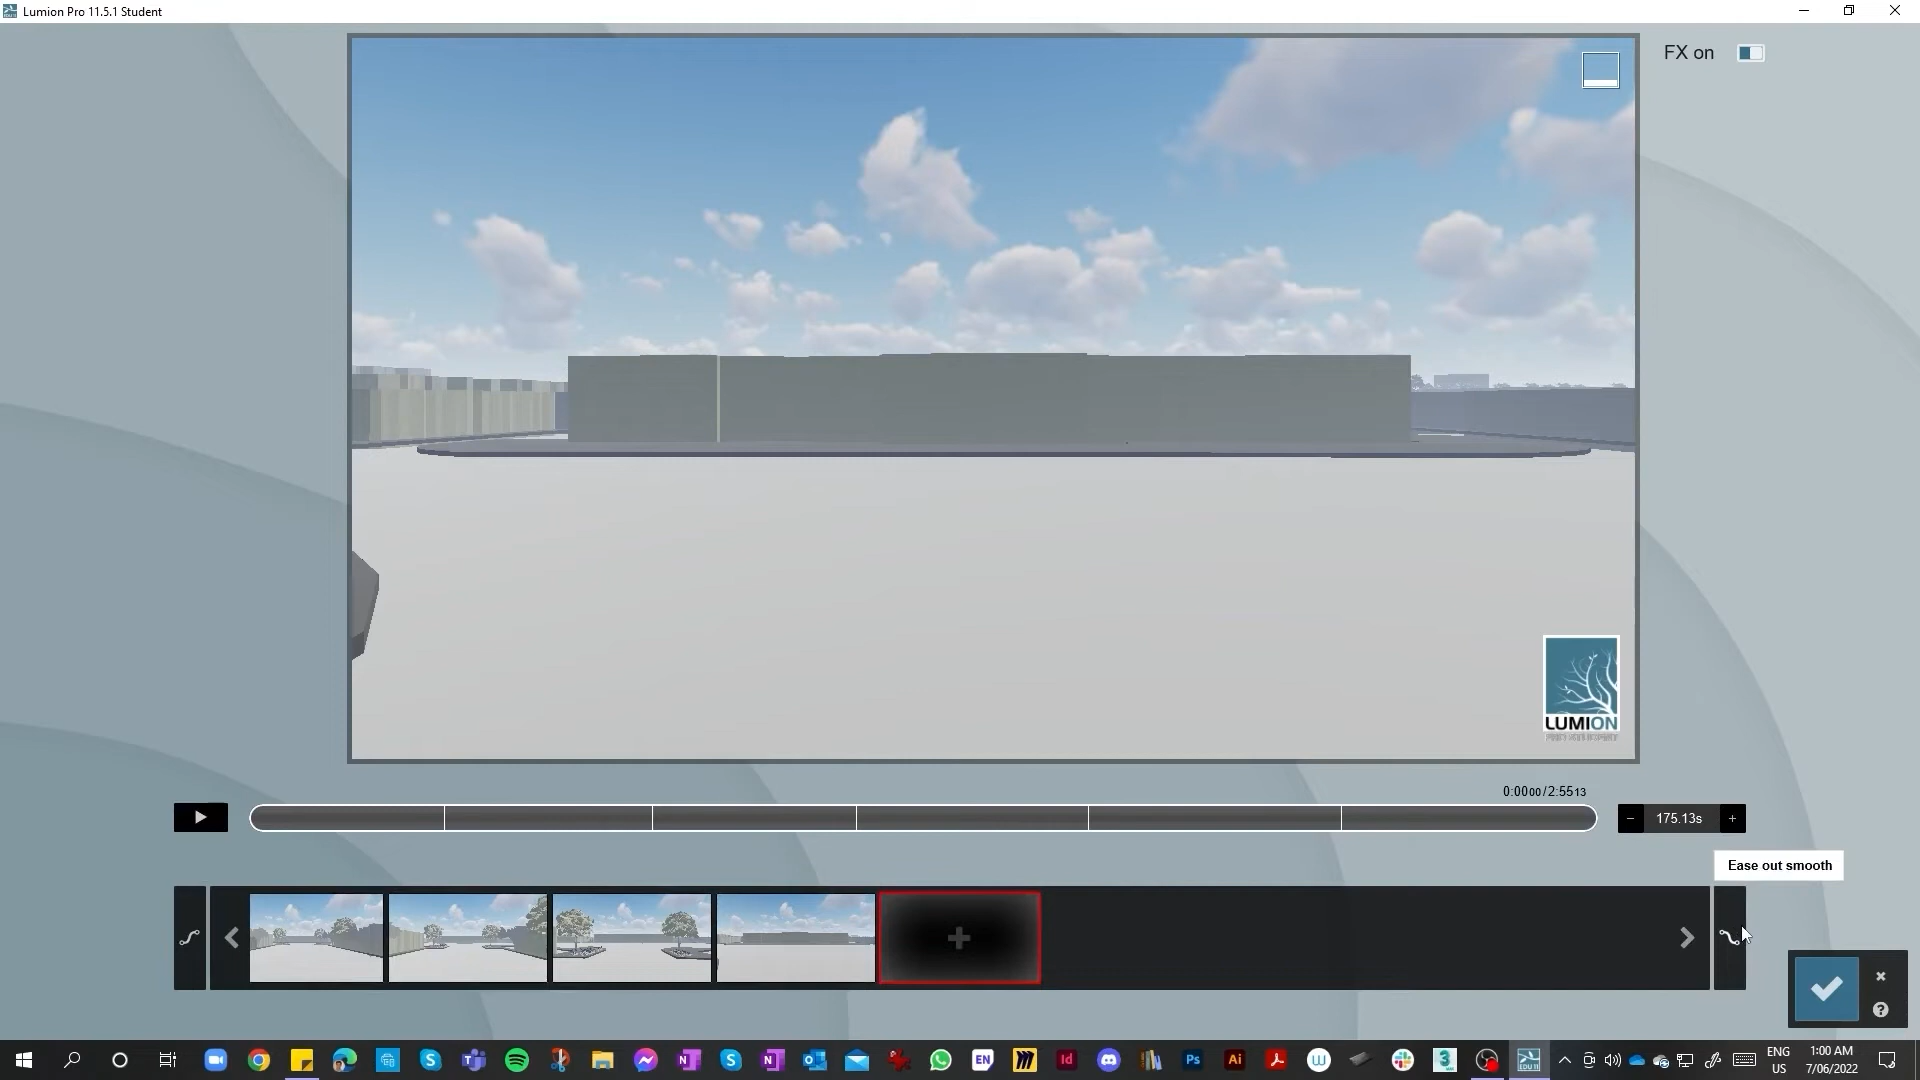 Lumion Pro 11.5.1 Student
FX on
LUMION
0:0000/2:5513
175.13s
Ease out smooth
ENG
US
1:00 AM
7/06/2022